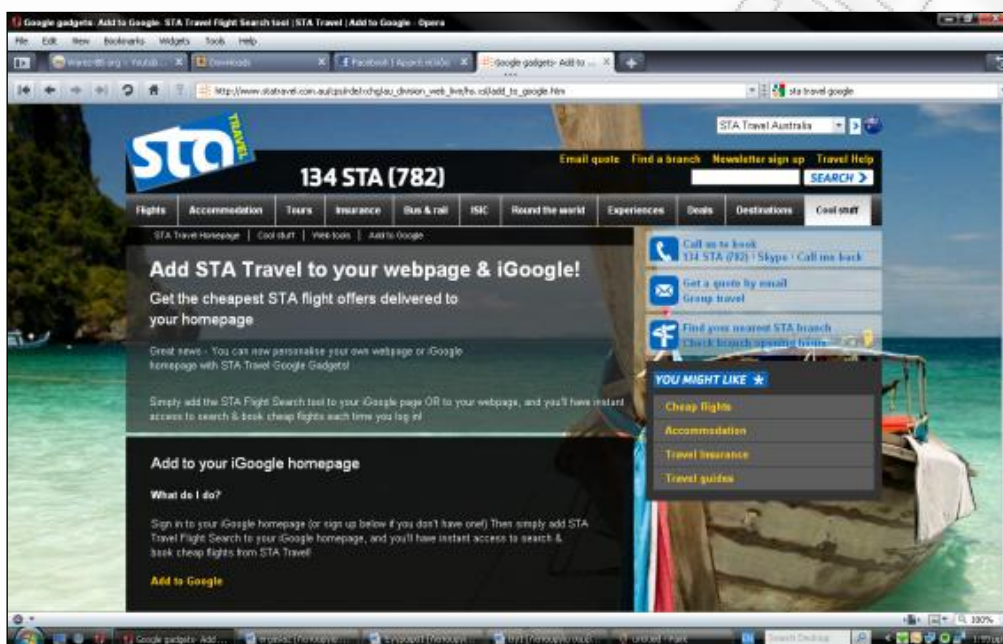 Google gadgets- Add to Google- STA Travel Flight Search tool | STA Travel | Add to Google - Opera
File Edit View Bookmarks Widgets Tools Help
Downloads
Facebook |
Google gadgets- Add to ...
sta travel google
STA Travel Australia
sta TRAVEL
Email quote Find a branch Newsletter sign up Travel Help
134 STA (782)
SEARCH
Flights Accommodation Tours Insurance Bus & rail ISIC Round the world Experiences Deals Destinations Cool stuff
STA Travel Homepage | Cool stuff | Web tools | Add to Google
Add STA Travel to your webpage & iGoogle!
Get the cheapest STA flight offers delivered to
your homepage
Great news - You can now personalise your own webpage or iGoogle
homepage with STA Travel Google Gadgets!
Simply add the STA Flight Search tool to your iGoogle page OR to your webpage, and you'll have instant
access to search & book cheap flights each time you log in!
Add to your iGoogle homepage
What do I do?
Sign in to your iGoogle homepage (or sign up below if you don't have one!) Then simply add STA
Travel Flight Search to your iGoogle homepage, and you'll have instant access to search &
book cheap flights from STA Travel!
Add to Google
Call us to book
134 STA (782) | Skype | Call me back
Get a quote by email
Group travel
Find your nearest STA branch
Check branch opening hours
YOU MIGHT LIKE
Cheap flights
Accommodation
Travel Insurance
Travel guides
100%
Google gadgets- Add...
Search Desktop